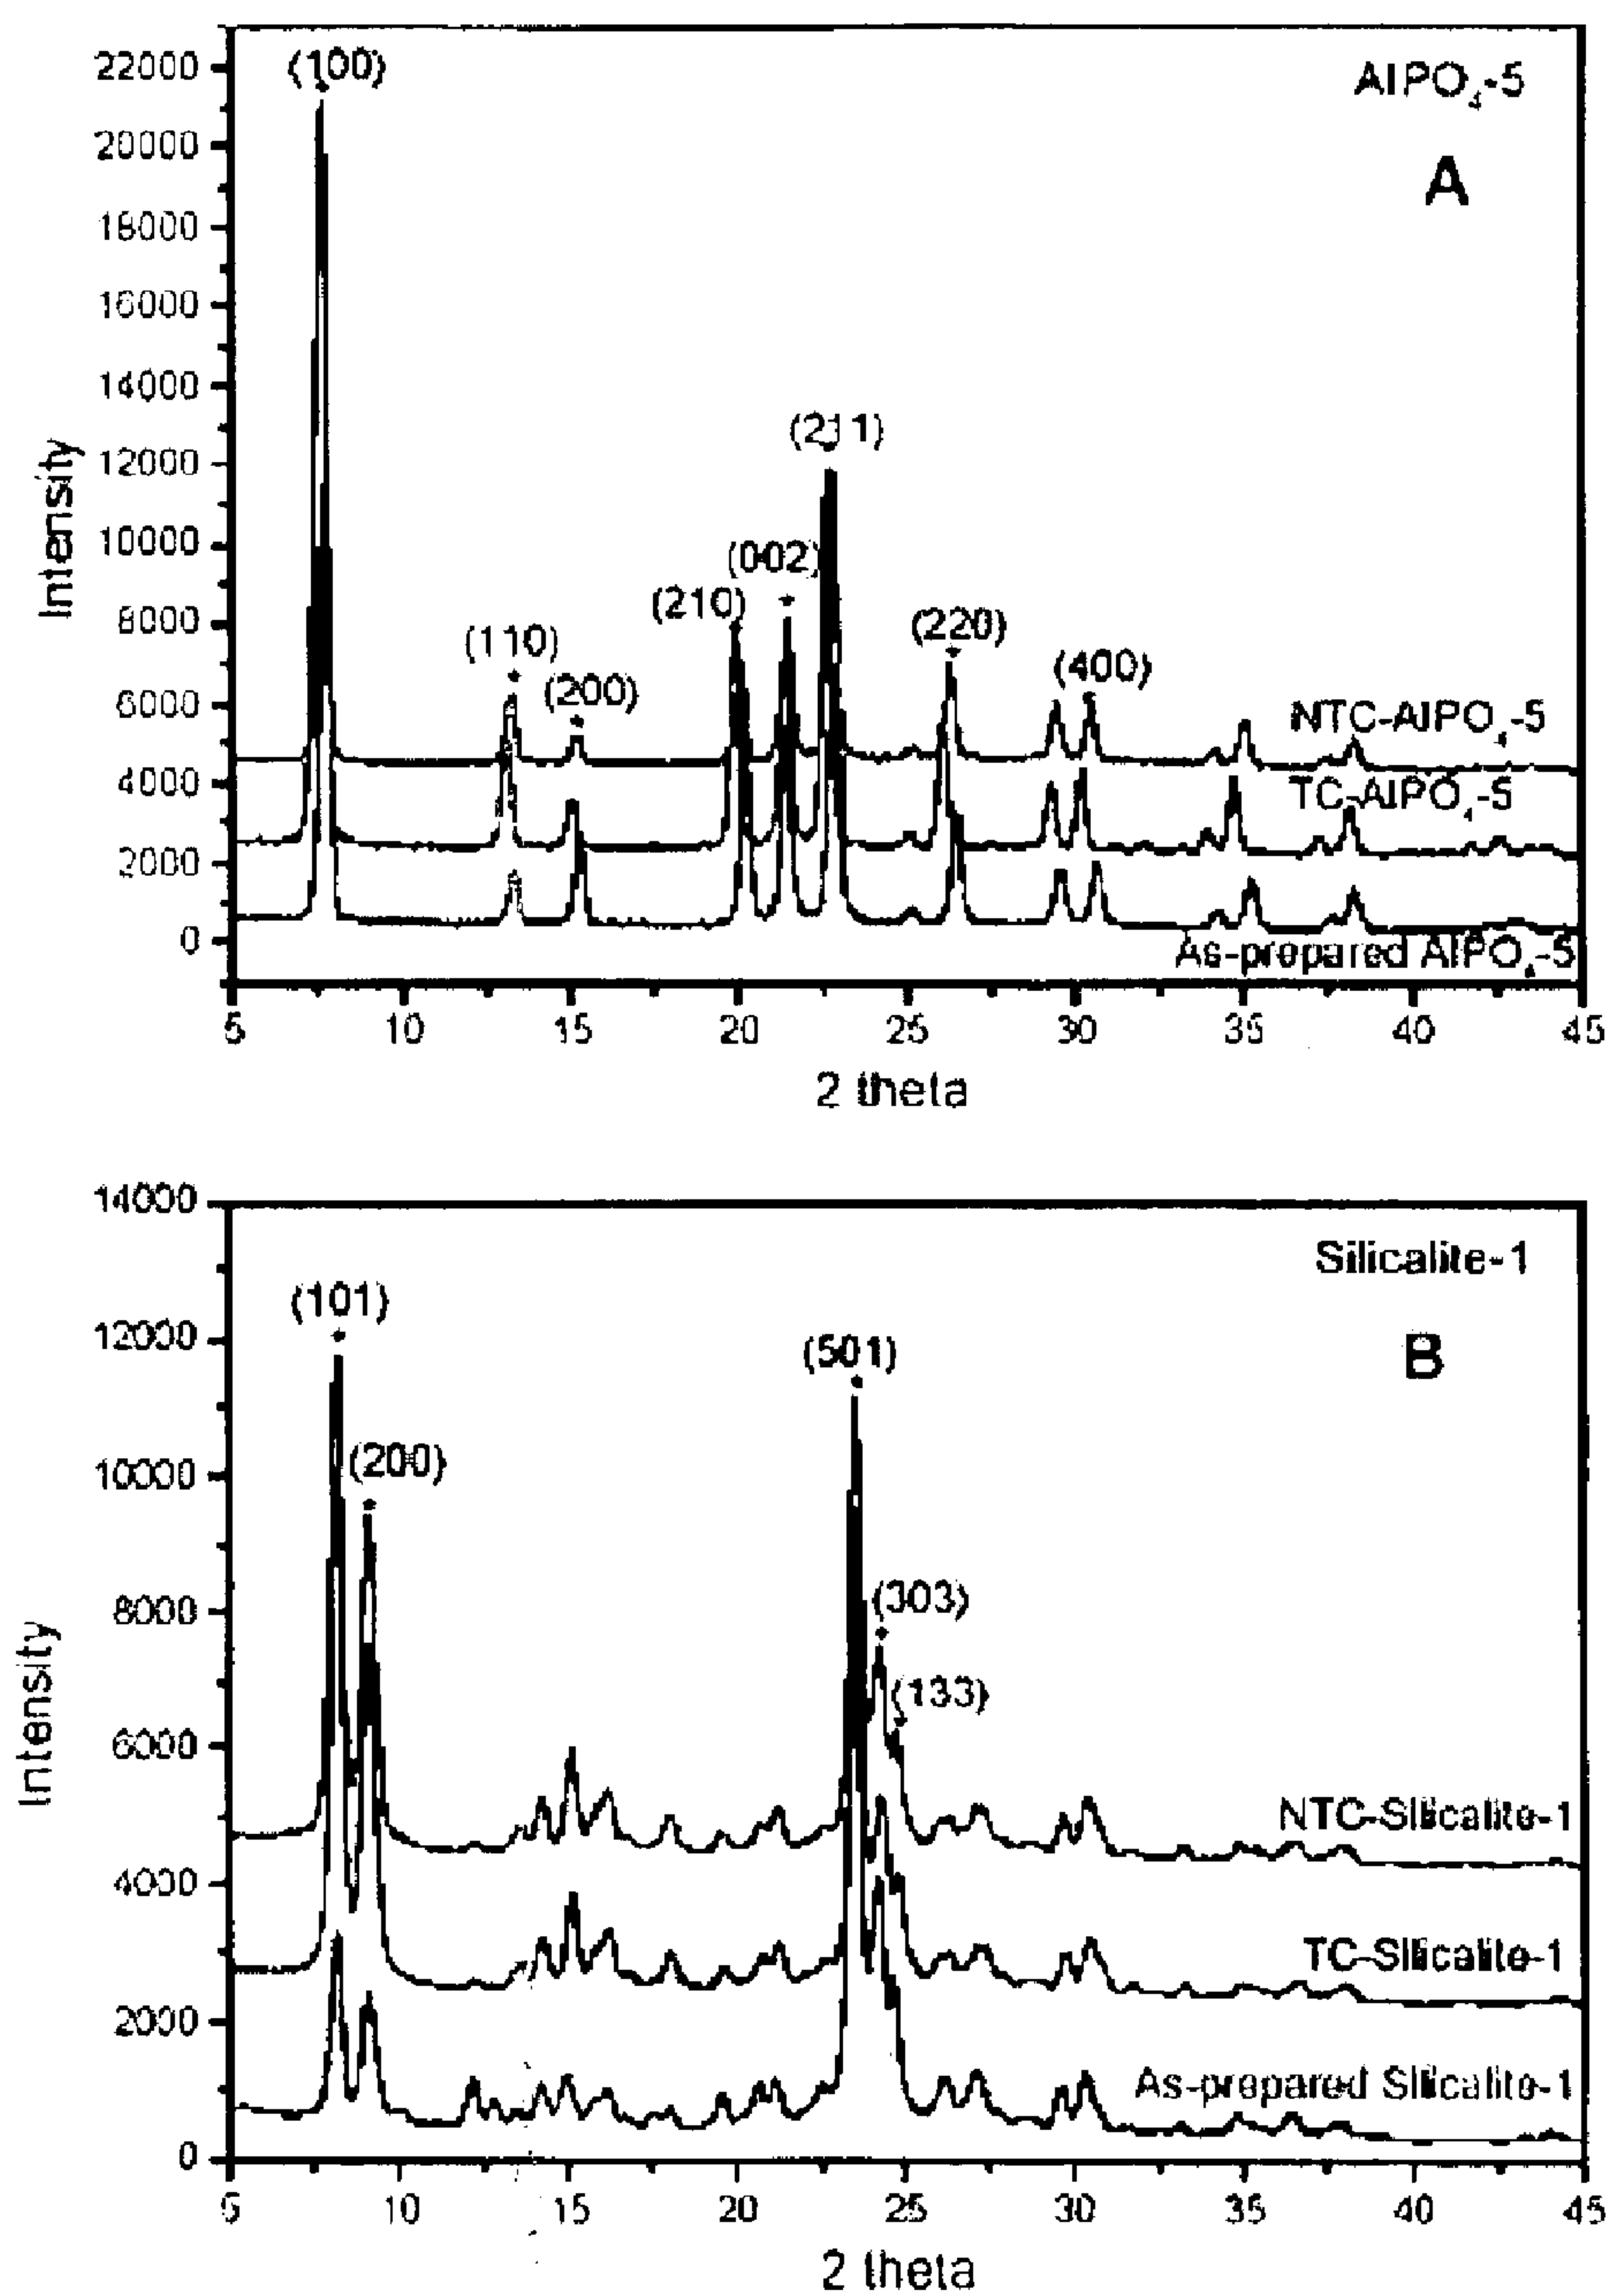 (100)
AlPO4-5
22000
20000
A
18000
16000
14000
(211)
12000
Intensity
10000
(002)
(210)
8000
(110)
(220)
(200)
(400)
6000
NTC-AlPO4-5
4000
TC-AlPO4-5
2000
0
As-prepared AlPO4-5
5 10 15 20 25 30 35 40 45
2 theta
14000
Silicalite-1
(101)
12000
(501)
B
(200)
10000
(303)
8000
(133)
6000
Intensity
NTC-Silicalite-1
4000
TC-Silicalite-1
2000
As-prepared Silicalite-1
0
5 10 15 20 25 30 35 40 45
2 theta